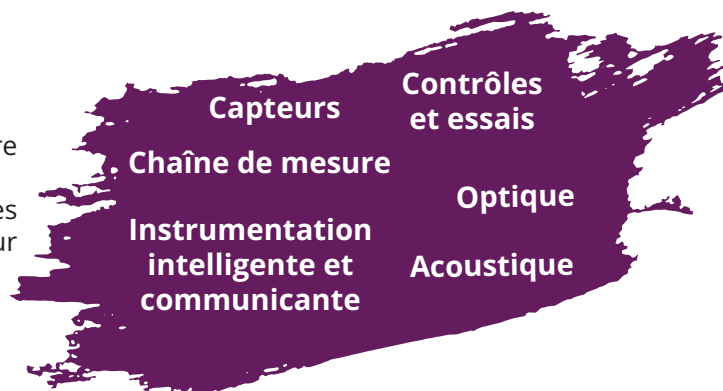 Capteurs
Contrôles
et essais
Chaîne de mesure
Optique
Instrumentation
intelligente et
communicante
Acoustique